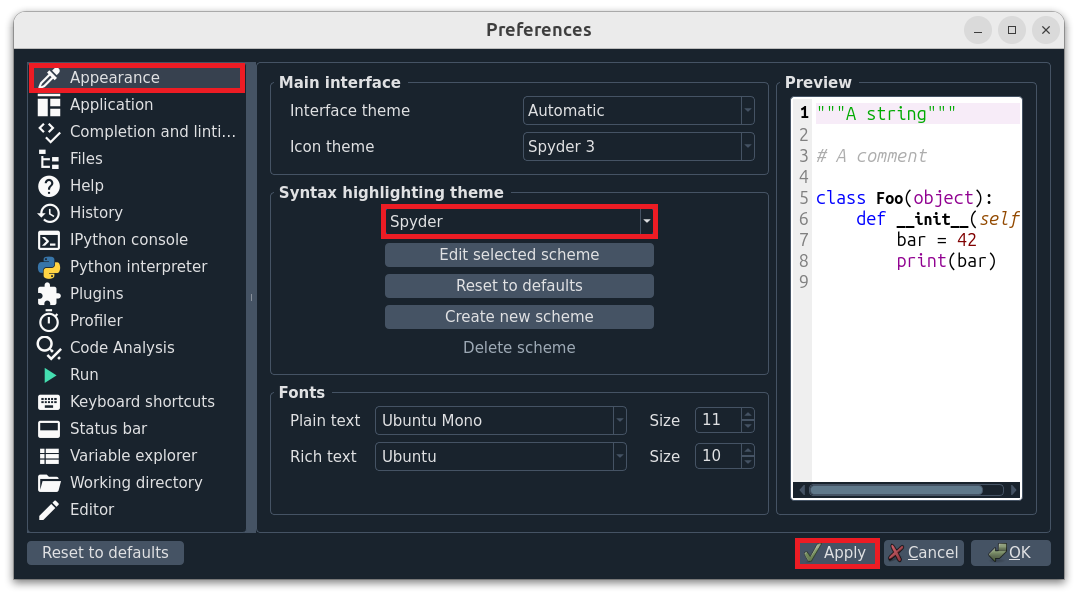 Preferences
Appearance
Application
Completion and linti...
Files
Help
History
IPython console
Python interpreter
Plugins
Profiler
Code Analysis
Run
Keyboard shortcuts
Status bar
Variable explorer
Working directory
Editor
Main interface
Interface theme Automatic
Icon theme Spyder 3
Syntax highlighting theme
Spyder
Edit selected scheme
Reset to defaults
Create new scheme
Delete scheme
Fonts
Plain text Ubuntu Mono Size 11
Rich text Ubuntu Size 10
Preview
1 """A string"""
2
3 # A comment
4
5 class Foo(object):
6 def __init__(self
7 bar = 42
8 print(bar)
9
Reset to defaults
Apply Cancel OK